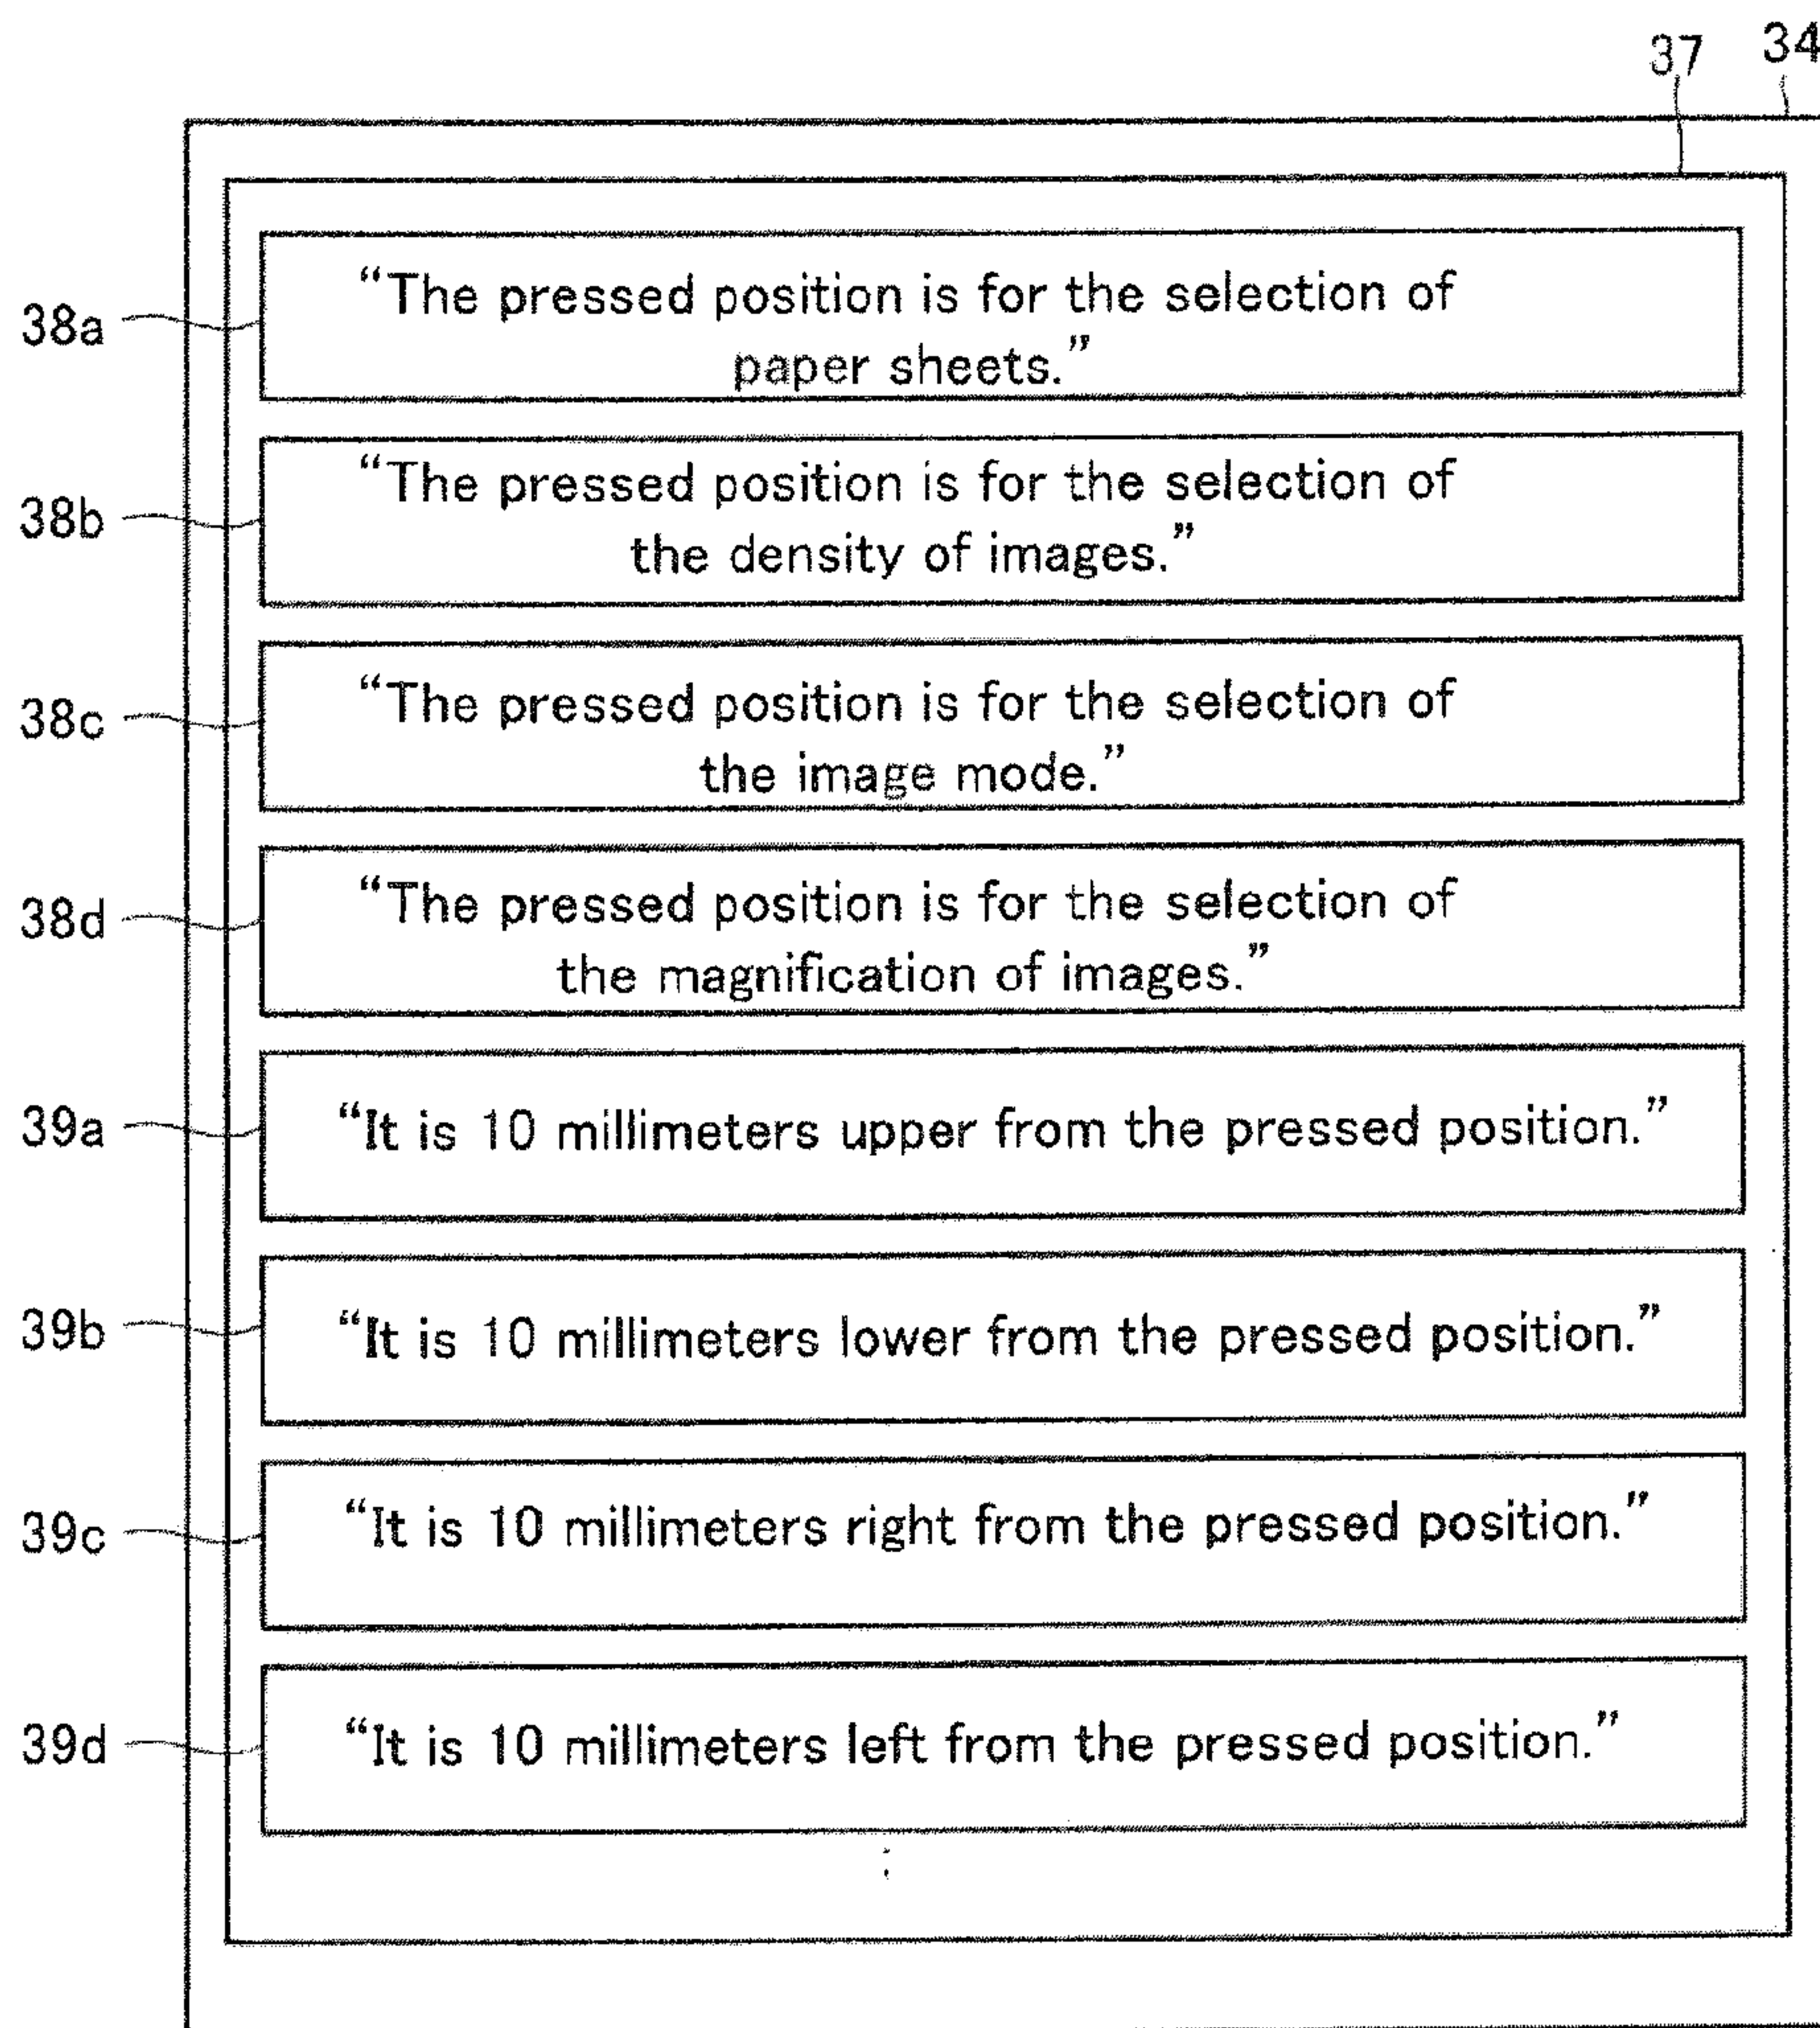 37 34
38a “The pressed position is for the selection of
paper sheets.”
38b “The pressed position is for the selection of
the density of images.”
38c “The pressed position is for the selection of
the image mode.”
38d “The pressed position is for the selection of
the magnification of images.”
39a “It is 10 millimeters upper from the pressed position.”
39b “It is 10 millimeters lower from the pressed position.”
39c “It is 10 millimeters right from the pressed position.”
39d “It is 10 millimeters left from the pressed position.”